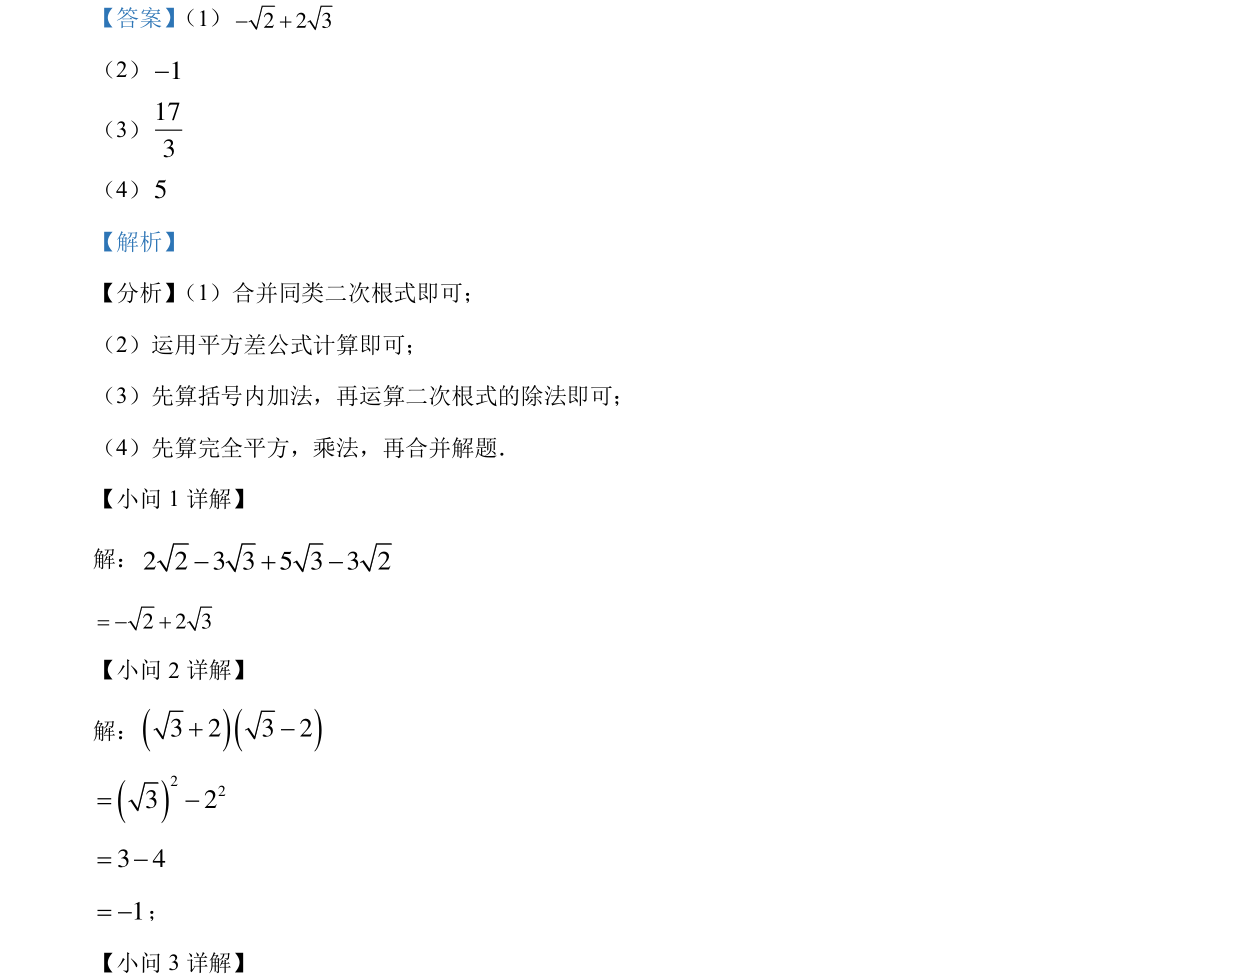 【答案】（1）$-\sqrt{2}+2\sqrt{3}$
（2）$-1$
（3）$\frac{17}{3}$
（4）$5$
【解析】
【分析】（1）合并同类二次根式即可；
（2）运用平方差公式计算即可；
（3）先算括号内加法，再运算二次根式的除法即可；
（4）先算完全平方，乘法，再合并解题．
【小问 1 详解】
解：$2\sqrt{2}-3\sqrt{3}+5\sqrt{3}-3\sqrt{2}$
$=-\sqrt{2}+2\sqrt{3}$
【小问 2 详解】
解：$\left(\sqrt{3}+2\right)\left(\sqrt{3}-2\right)$
$=\left(\sqrt{3}\right)^{2}-2^{2}$
$=3-4$
$=-1$；
【小问 3 详解】